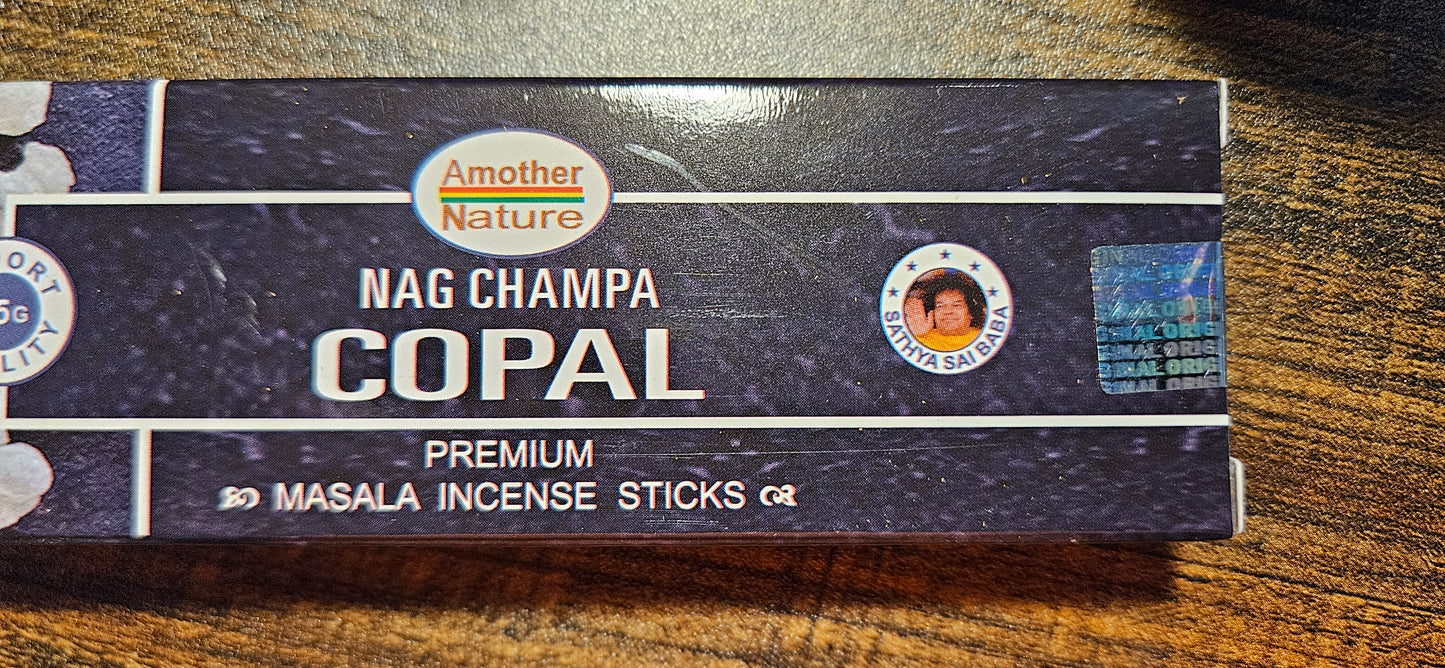 Amother
Nature
NAG CHAMPA
COPAL
PREMIUM
MASALA INCENSE STICKS
SATHYA SAI BABA